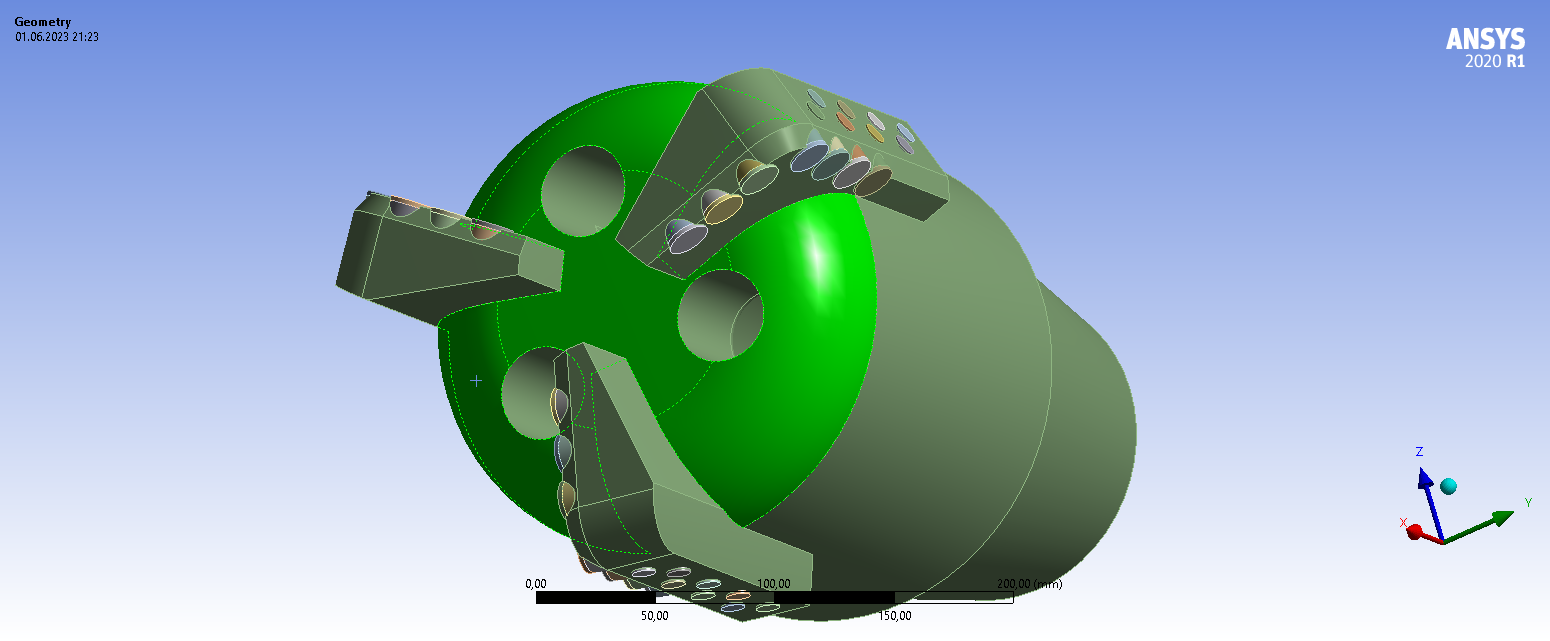 Geometry
01.06.2023 21:23
ANSYS
2020 R1
Z
Y
X
0,00
100,00
200,00 (mm)
50,00
150,00